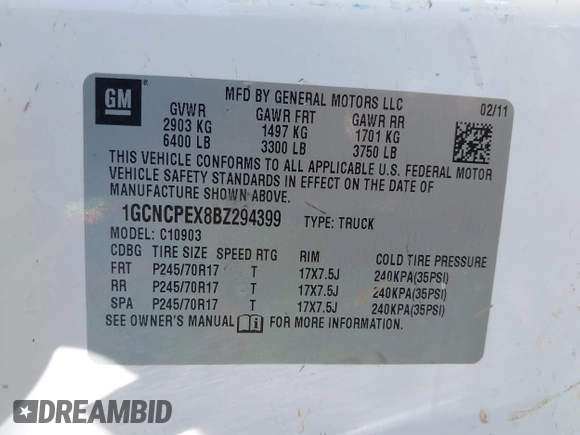 GM
MFD BY GENERAL MOTORS LLC
02/11
GVWR GAWR FRT GAWR RR
2903 KG 1497 KG 1701 KG
6400 LB 3300 LB 3750 LB
THIS VEHICLE CONFORMS TO ALL APPLICABLE U.S. FEDERAL MOTOR
VEHICLE SAFETY STANDARDS IN EFFECT ON THE DATE OF
MANUFACTURE SHOWN ABOVE.
1GCNCPEX8BZ294399 TYPE: TRUCK
MODEL: C10903
CDBG TIRE SIZE SPEED RTG RIM COLD TIRE PRESSURE
FRT P245/70R17 T 17X7.5J 240KPA(35PSI)
RR P245/70R17 T 17X7.5J 240KPA(35PSI)
SPA P245/70R17 T 17X7.5J 240KPA(35PSI)
SEE OWNER'S MANUAL FOR MORE INFORMATION.
DREAMBID